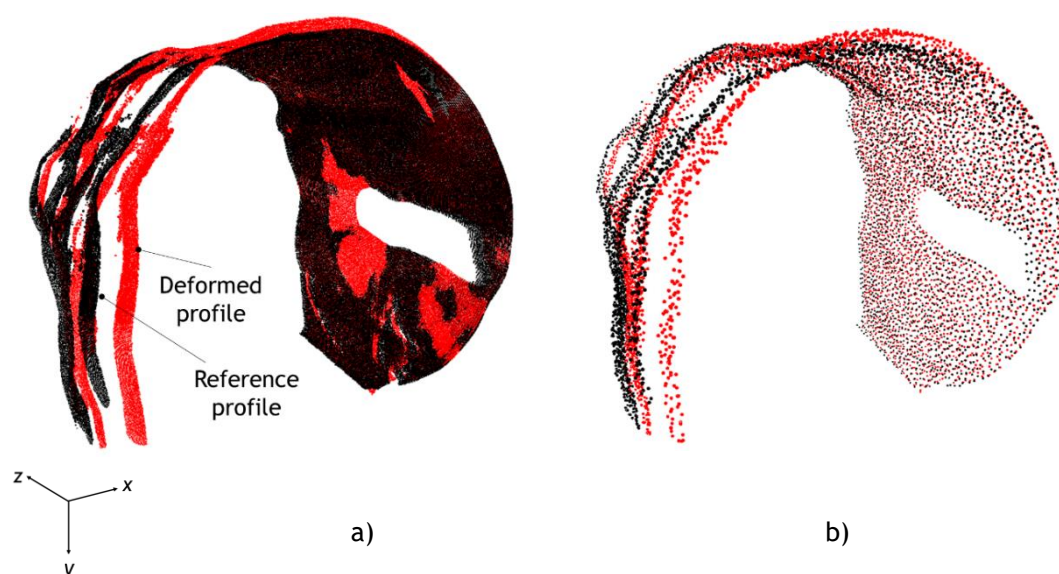 Deformed
profile
Reference
profile
z
x
y
a)
b)